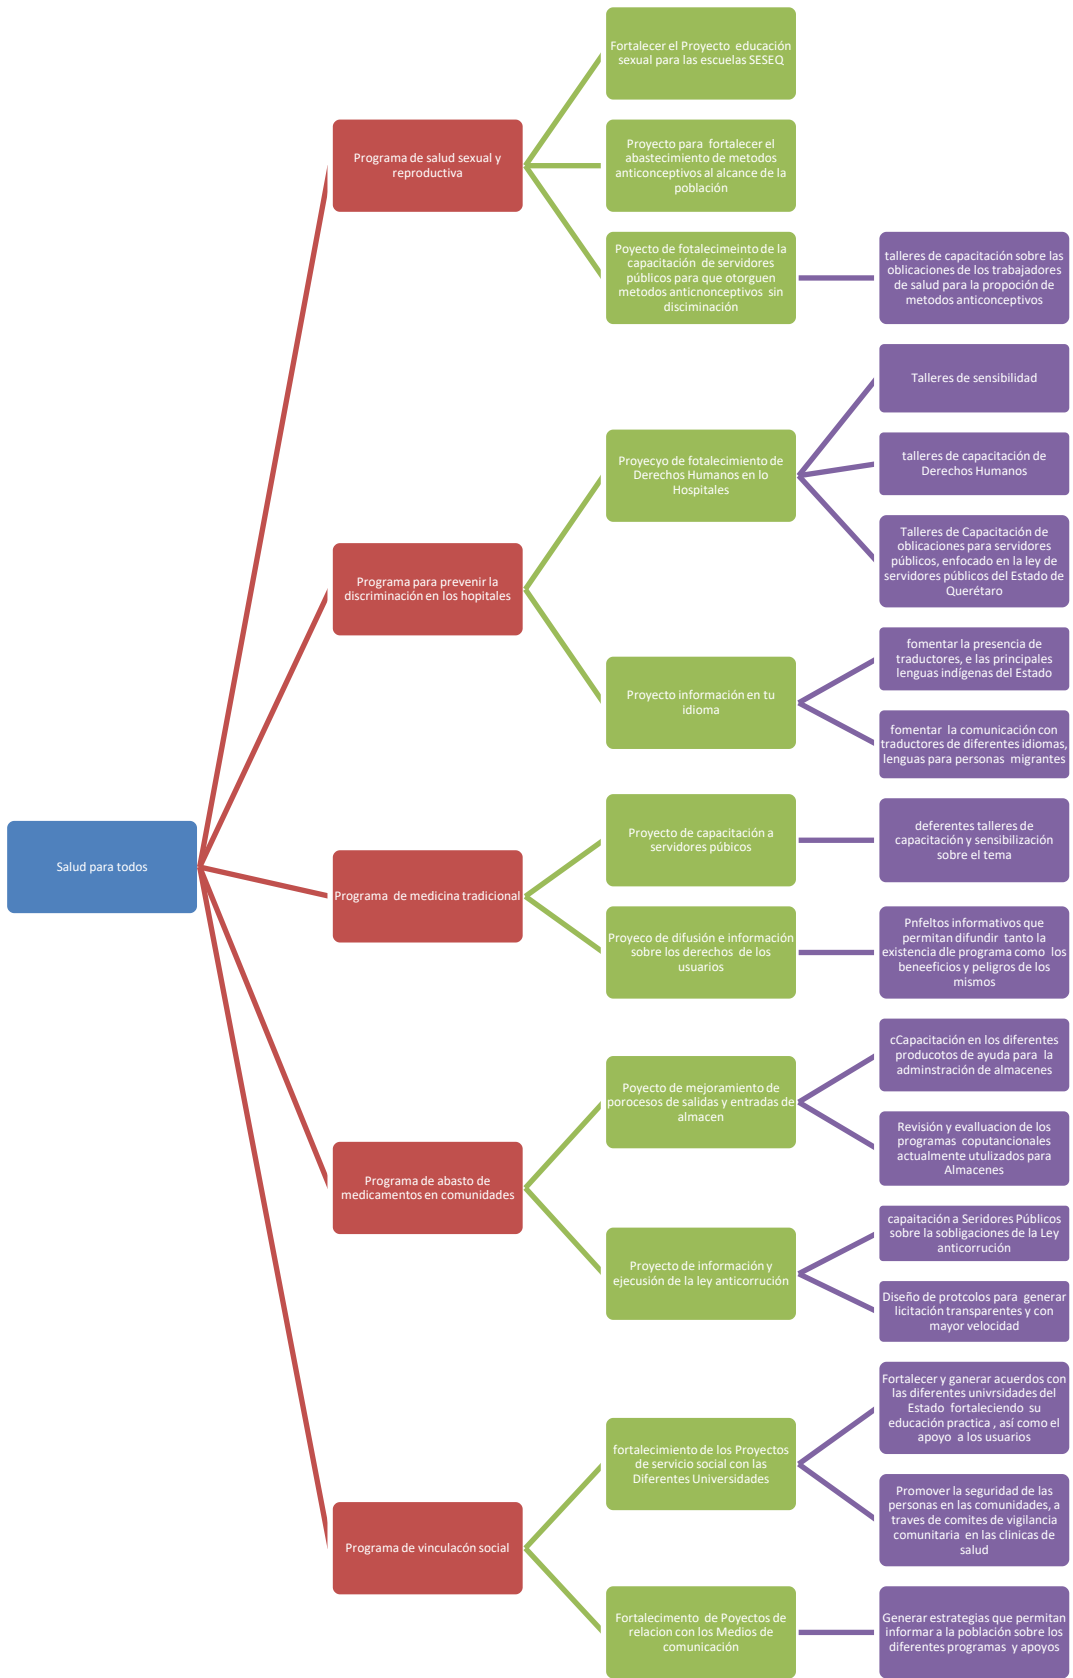 Fortalecer el Proyecto educación
sexual para las escuelas SESEQ
Programa de salud sexual y
reproductiva
Proyecto para fortalecer el
abastecimiento de metodos
anticonceptivos al alcance de la
población
Poyecto de fotalecimeinto de la
capacitación de servidores
públicos para que otorguen
metodos anticnonceptivos sin
disciminación
talleres de capacitación sobre las
oblicaciones de los trabajadores
de salud para la propoción de
metodos anticonceptivos
Talleres de sensibilidad
Proyecyo de fotalecimiento de
Derechos Humanos en lo
Hospitales
talleres de capacitación de
Derechos Humanos
Talleres de Capacitación de
oblicaciones para servidores
públicos, enfocado en la ley de
servidores públicos del Estado de
Querétaro
Programa para prevenir la
discriminación en los hopitales
fomentar la presencia de
traductores, e las principales
lenguas indígenas del Estado
Proyecto información en tu
idioma
fomentar la comunicación con
traductores de diferentes idiomas,
lenguas para personas migrantes
Salud para todos
Proyecto de capacitación a
servidores púbicos
deferentes talleres de
capacitación y sensibilización
sobre el tema
Programa de medicina tradicional
Proyeco de difusión e información
sobre los derechos de los
usuarios
Pnfeltos informativos que
permitan difundir tanto la
existencia dle programa como los
beneeficios y peligros de los
mismos
cCapacitación en los diferentes
producotos de ayuda para la
adminstración de almacenes
Poyecto de mejoramiento de
porocesos de salidas y entradas de
almacen
Revisión y evalluacion de los
programas coputancionales
actualmente utulizados para
Almacenes
Programa de abasto de
medicamentos en comunidades
capaitación a Seridores Públicos
sobre la sobligaciones de la Ley
anticorrución
Proyecto de información y
ejecusión de la ley anticorrución
Diseño de protcolos para generar
licitación transparentes y con
mayor velocidad
Fortalecer y ganerar acuerdos con
las diferentes univrsidades del
Estado fortaleciendo su
educación practica , así como el
apoyo a los usuarios
fortalecimiento de los Proyectos
de servicio social con las
Diferentes Universidades
Promover la seguridad de las
personas en las comunidades, a
traves de comites de vigilancia
comunitaria en las clinicas de
salud
Programa de vinculacón social
Fortalecimento de Poyectos de
relacion con los Medios de
comunicación
Generar estrategias que permitan
informar a la población sobre los
diferentes programas y apoyos